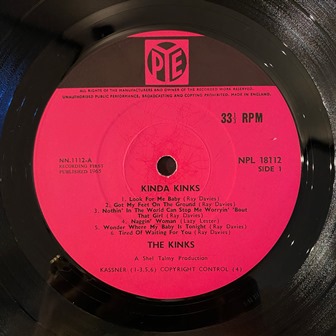 PYE
ALL RIGHTS OF THE MANUFACTURERS AND OWNER OF THE RECORDED WORK RESERVED.
UNAUTHORISED PUBLIC PERFORMANCE, BROADCASTING AND COPYING PROHIBITED. MADE IN ENGLAND.
33⅓ RPM
NN.1112-A
RECORDING FIRST
PUBLISHED 1965
NPL 18112
SIDE 1
KINDA KINKS
1. Look For Me Baby (Ray Davies)
2. Got My Feet On The Ground (Ray Davies)
3. Nothin' In The World Can Stop Me Worryin' 'Bout
That Girl (Ray Davies)
4. Naggin' Woman (Lazy Lester)
5. Wonder Where My Baby Is Tonight (Ray Davies)
6. Tired Of Waiting For You (Ray Davies)
THE KINKS
A. Shel Talmy Production
KASSNER (1-3,5,6) COPYRIGHT CONTROL (4)